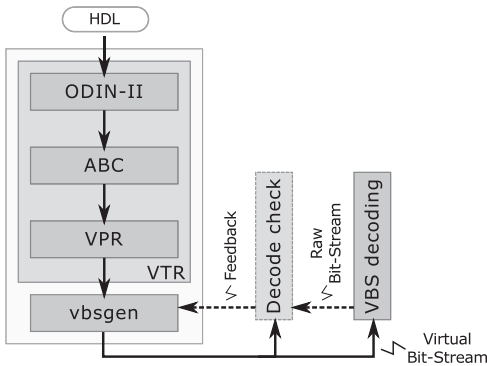 HDL
ODIN-II
ABC
VPR
VTR
vbsgen
Feedback
Decode check
Raw
Bit-Stream
VBS decoding
Virtual
Bit-Stream